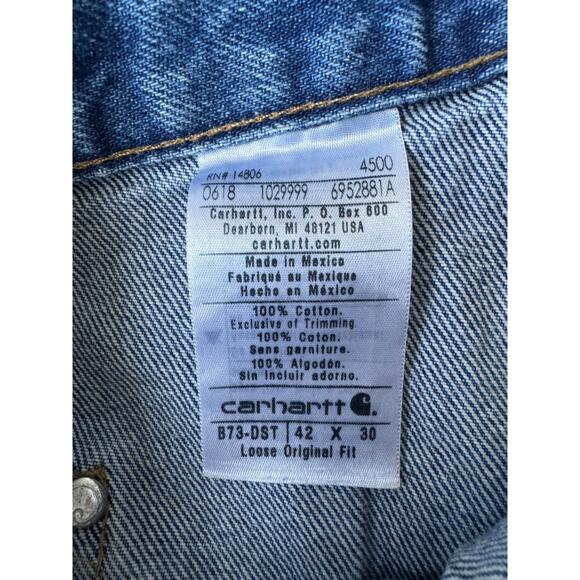 RN# 14806 4500
0618 1029999 6952881A
Carhartt, Inc. P. O. Box 600
Dearborn, MI 48121 USA
carhartt.com
Made in Mexico
Fabriqué au Mexique
Hecho en México
100% Cotton.
Exclusive of Trimming
100% Coton.
Sans garniture.
100% Algodón.
Sin incluir adorno.
carhartt
B73-DST 42 X 30
Loose Original Fit